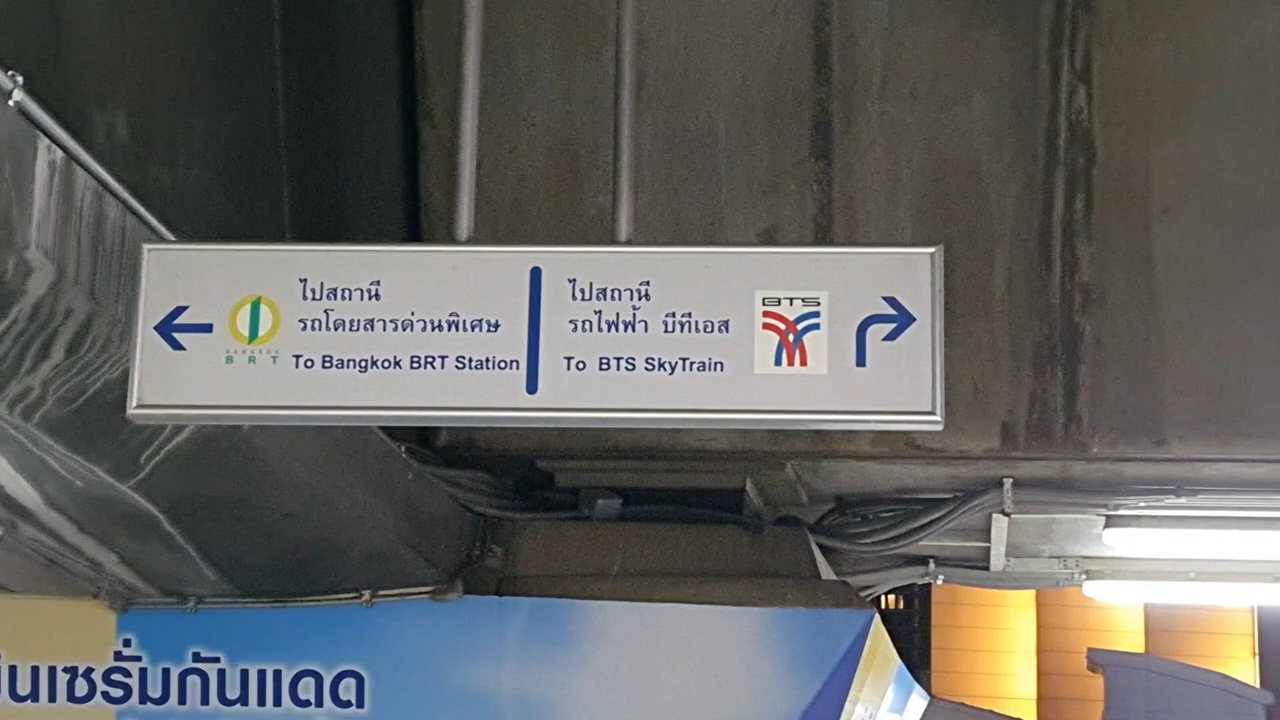 ไปสถานี
รถโดยสารด่วนพิเศษ
To Bangkok BRT Station
BANGKOK
BRT
ไปสถานี
รถไฟฟ้า บีทีเอส
To BTS SkyTrain
BTS
เซรั่มกันแดด